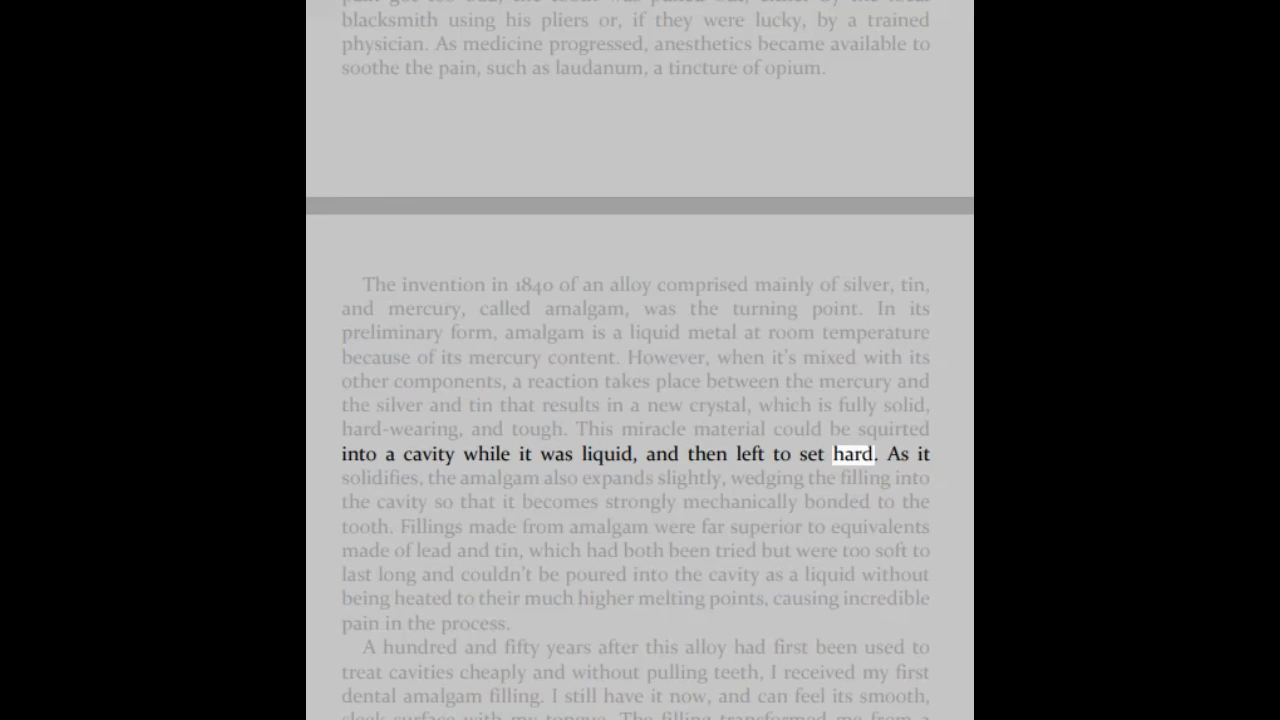 blacksmith using his pliers or, if they were lucky, by a trained
physician. As medicine progressed, anesthetics became available to
soothe the pain, such as laudanum, a tincture of opium.
The invention in 1840 of an alloy comprised mainly of silver, tin,
and mercury, called amalgam, was the turning point. In its
preliminary form, amalgam is a liquid metal at room temperature
because of its mercury content. However, when it's mixed with its
other components, a reaction takes place between the mercury and
the silver and tin that results in a new crystal, which is fully solid,
hard-wearing, and tough. This miracle material could be squirted
into a cavity while it was liquid, and then left to set hard. As it
solidifies, the amalgam also expands slightly, wedging the filling into
the cavity so that it becomes strongly mechanically bonded to the
tooth. Fillings made from amalgam were far superior to equivalents
made of lead and tin, which had both been tried but were too soft to
last long and couldn't be poured into the cavity as a liquid without
being heated to their much higher melting points, causing incredible
pain in the process.
A hundred and fifty years after this alloy had first been used to
treat cavities cheaply and without pulling teeth, I received my first
dental amalgam filling. I still have it now, and can feel its smooth,
sleek surface with my tongue. The filling transformed me from a